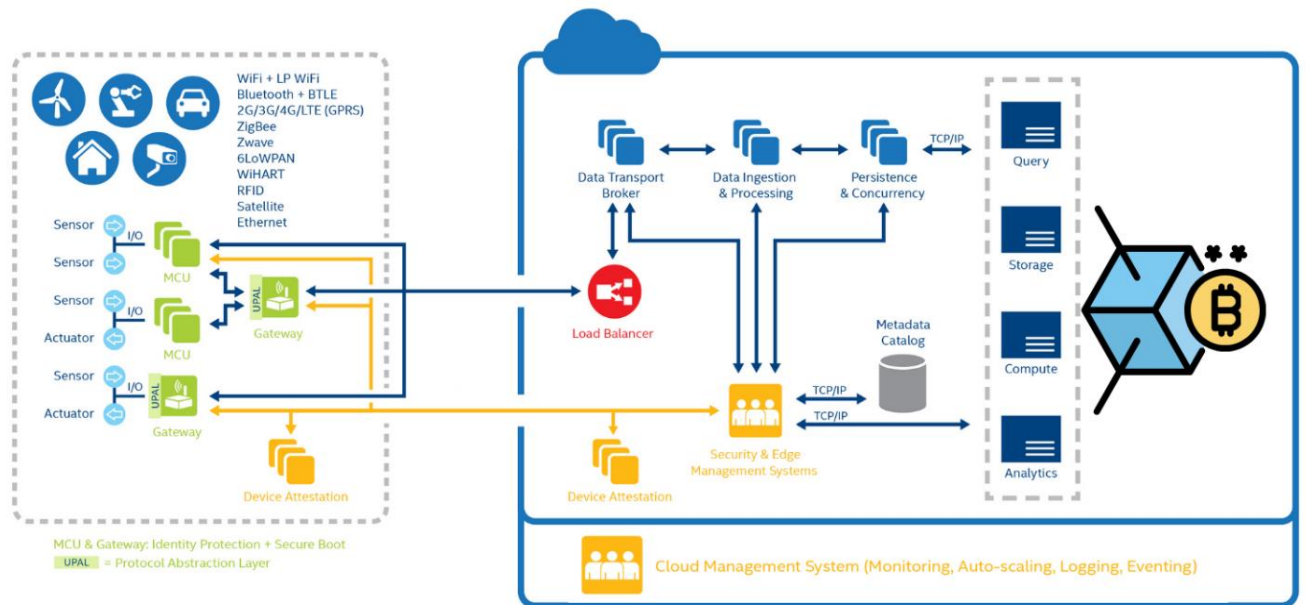 WiFi + LP WiFi
Bluetooth + BTLE
2G/3G/4G/LTE (GPRS)
ZigBee
Zwave
6LoWPAN
WiHART
RFID
Satellite
Ethernet
Sensor
I/O
Sensor
MCU
Sensor
I/O
Actuator
MCU
UPAL
Gateway
Sensor
I/O
Actuator
UPAL
Gateway
Device Attestation
MCU & Gateway: Identity Protection + Secure Boot
UPAL = Protocol Abstraction Layer
Data Transport
Broker
Data Ingestion
& Processing
Persistence
& Concurrency
TCP/IP
Load Balancer
Metadata
Catalog
TCP/IP
TCP/IP
Security & Edge
Management Systems
Device Attestation
Query
Storage
Compute
Analytics
B
Cloud Management System (Monitoring, Auto-scaling, Logging, Eventing)